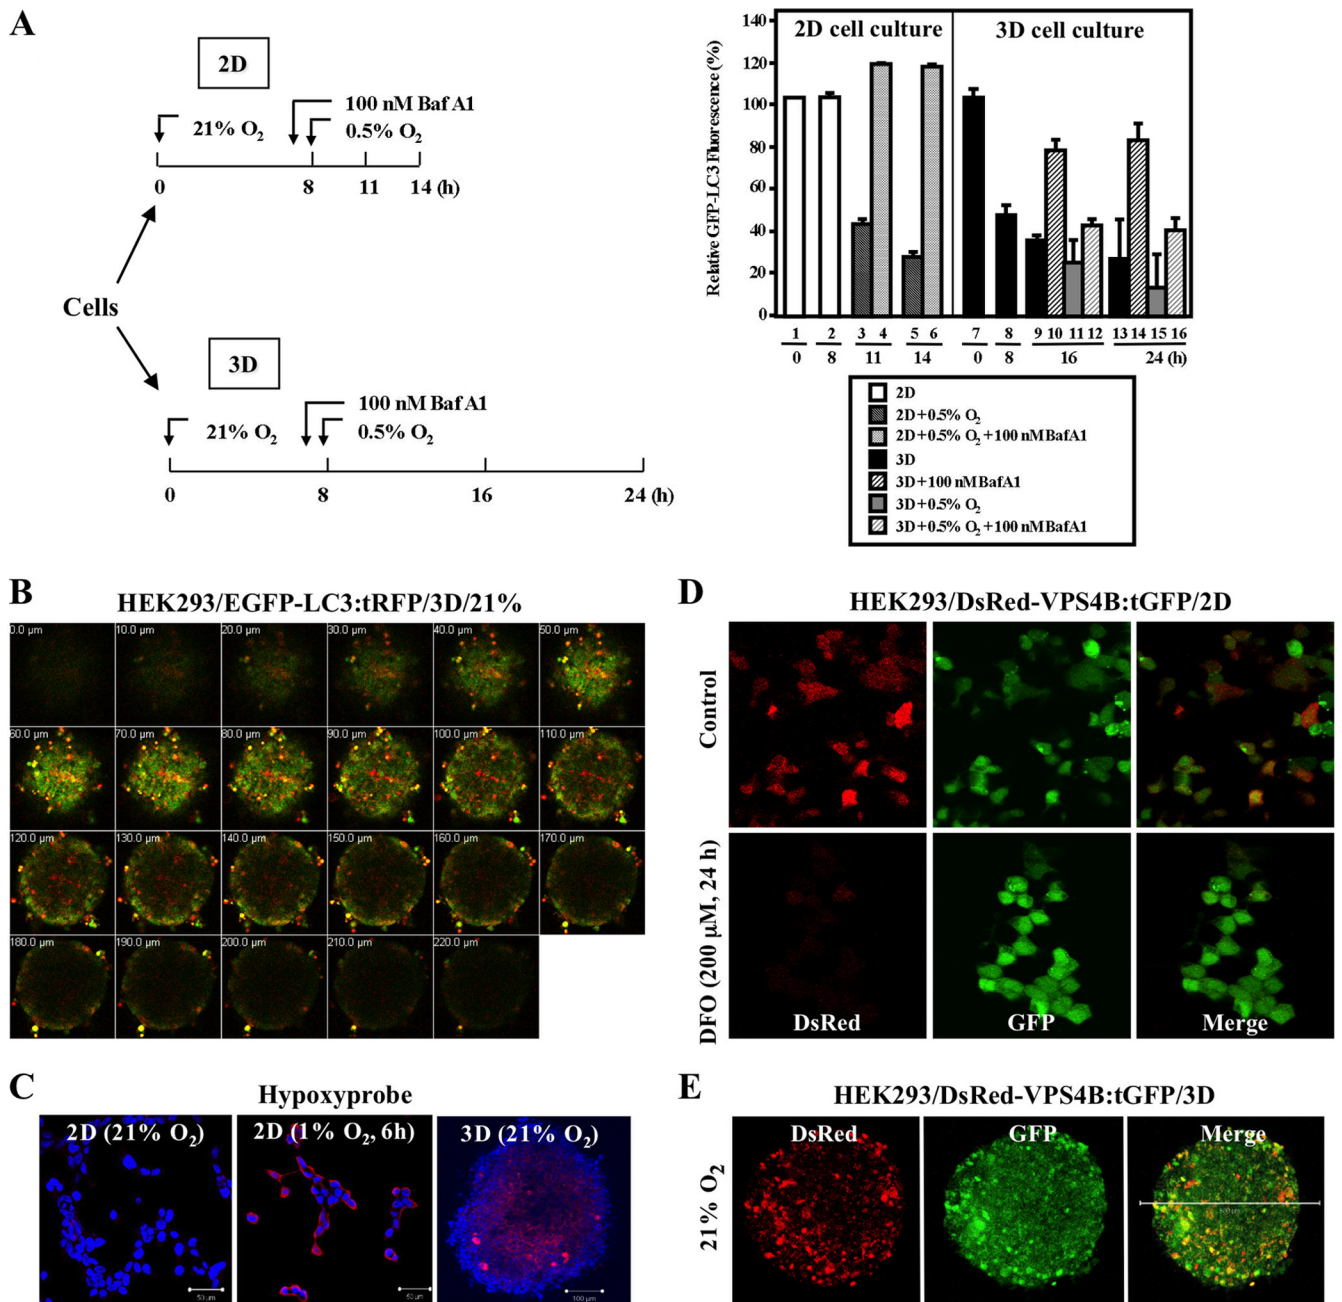 A
2D
100 nM Baf A1
21% O2
0.5% O2
0 8 11 14 (h)
Cells
3D
100 nM Baf A1
21% O2
0.5% O2
0 8 16 24 (h)
2D cell culture
3D cell culture
Relative GFP-LC3 Fluorescence (%)
140
120
100
80
60
40
20
0
1 2 3 4 5 6 7 8 9 10 11 12 13 14 15 16
0 8 11 14 0 8 16 24 (h)
2D
2D+0.5% O2
2D+0.5% O2+100 nM BafA1
3D
3D+100 nM BafA1
3D+0.5% O2
3D+0.5% O2+100 nM BafA1
B
HEK293/EGFP-LC3:tRFP/3D/21%
0.0 µm 10.0 µm 20.0 µm 30.0 µm 40.0 µm 50.0 µm
60.0 µm 70.0 µm 80.0 µm 90.0 µm 100.0 µm 110.0 µm
120.0 µm 130.0 µm 140.0 µm 150.0 µm 160.0 µm 170.0 µm
180.0 µm 190.0 µm 200.0 µm 210.0 µm 220.0 µm
C
Hypoxyprobe
2D (21% O2)
2D (1% O2, 6h)
3D (21% O2)
50 µm
50 µm
100 µm
D
HEK293/DsRed-VPS4B:tGFP/2D
Control
DFO (200 µM, 24 h)
DsRed
GFP
Merge
E
HEK293/DsRed-VPS4B:tGFP/3D
21% O2
DsRed
GFP
Merge